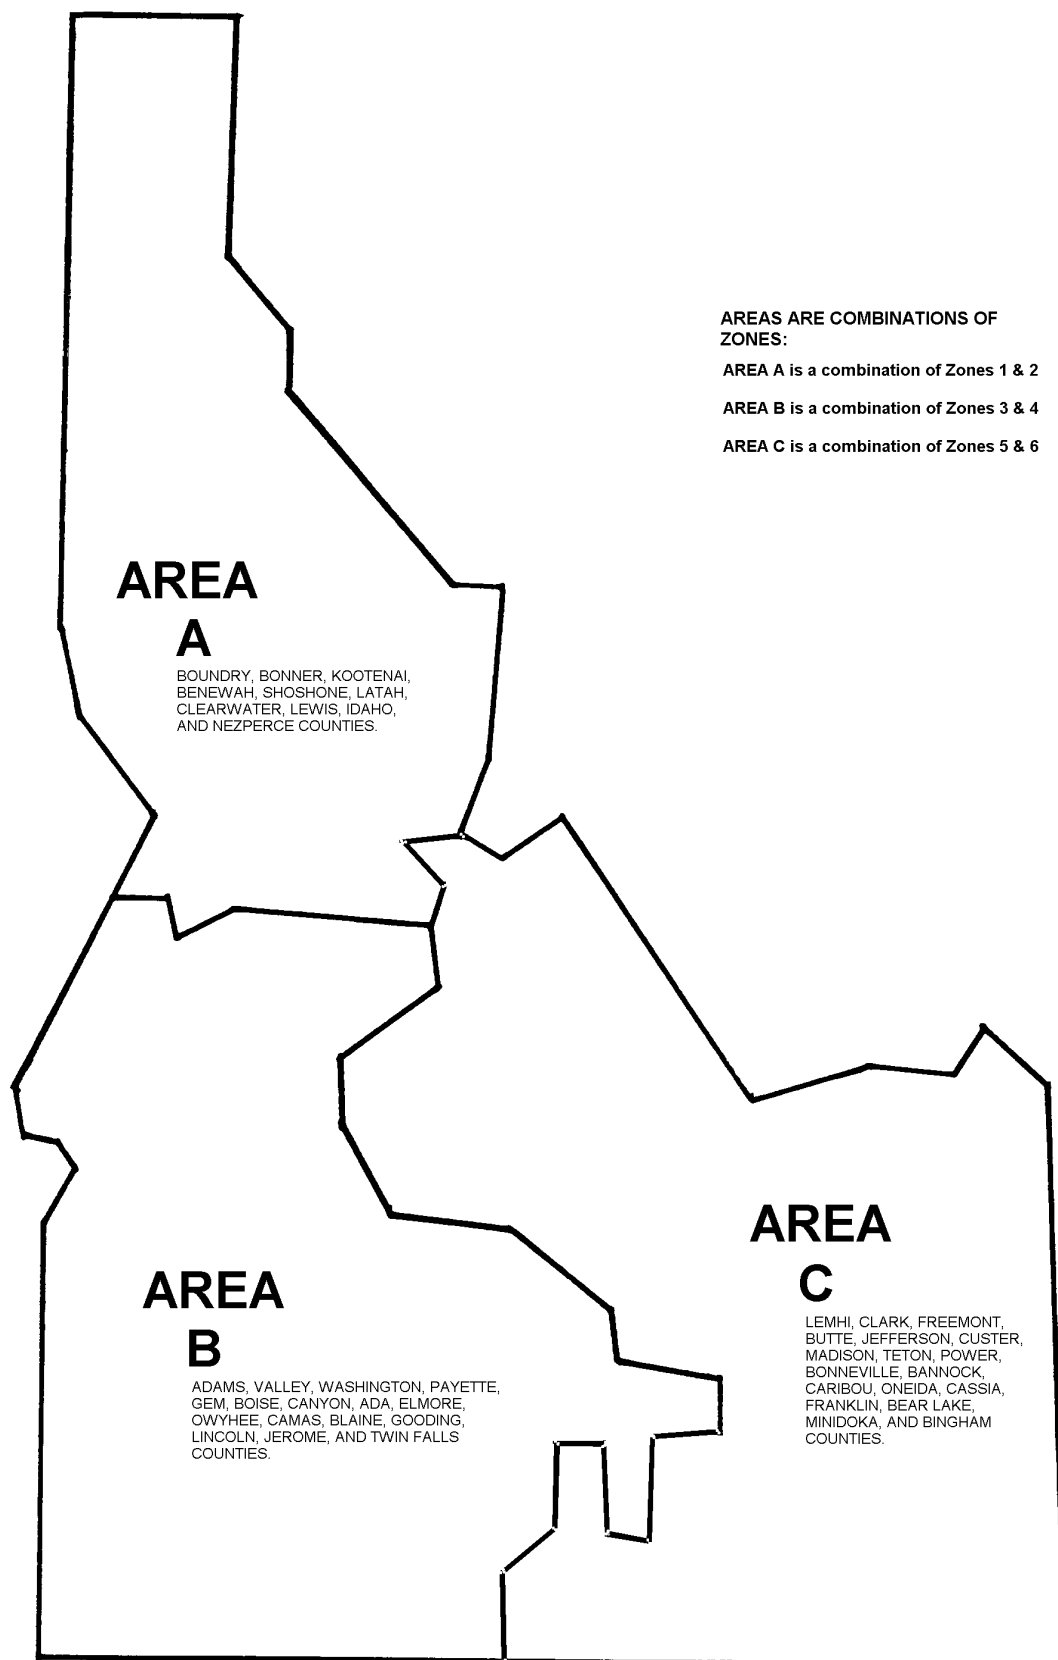 AREAS ARE COMBINATIONS OF
ZONES:
AREA A is a combination of Zones 1 & 2
AREA B is a combination of Zones 3 & 4
AREA C is a combination of Zones 5 & 6
AREA
A
BOUNDRY, BONNER, KOOTENAI,
BENEWAH, SHOSHONE, LATAH,
CLEARWATER, LEWIS, IDAHO,
AND NEZPERCE COUNTIES.
AREA
B
ADAMS, VALLEY, WASHINGTON, PAYETTE,
GEM, BOISE, CANYON, ADA, ELMORE,
OWYHEE, CAMAS, BLAINE, GOODING,
LINCOLN, JEROME, AND TWIN FALLS
COUNTIES.
AREA
C
LEMHI, CLARK, FREEMONT,
BUTTE, JEFFERSON, CUSTER,
MADISON, TETON, POWER,
BONNEVILLE, BANNOCK,
CARIBOU, ONEIDA, CASSIA,
FRANKLIN, BEAR LAKE,
MINIDOKA, AND BINGHAM
COUNTIES.